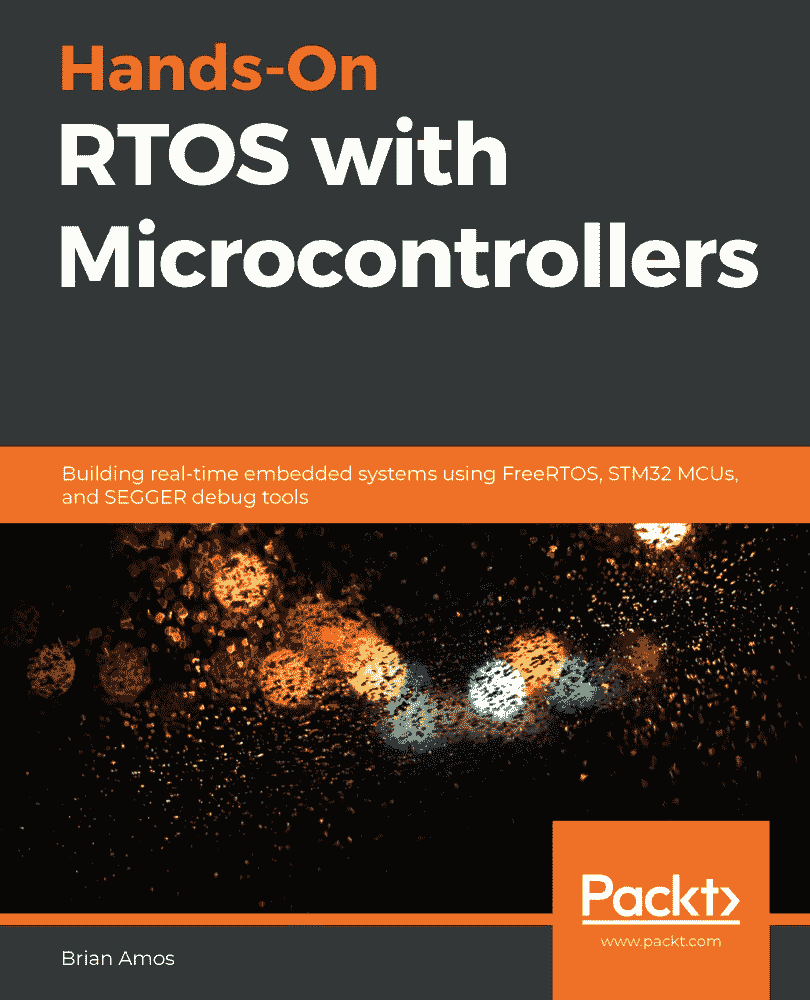 Hands-On
RTOS with
Microcontrollers
Building real-time embedded systems using FreeRTOS, STM32 MCUs,
and SEGGER debug tools
Packt>
www.packt.com
Brian Amos